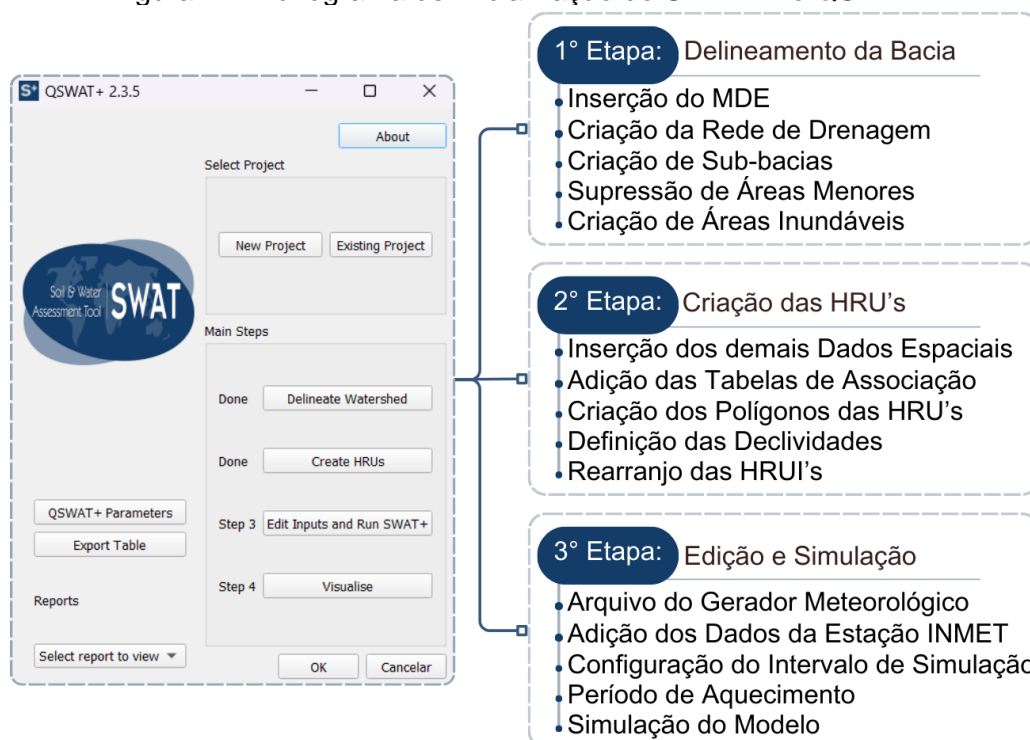 QSWAT+ 2.3.5
About
Select Project
New Project
Existing Project
Soil & Water
Assessment Tool
SWAT
Main Steps
Done
Delineate Watershed
Done
Create HRUs
QSWAT+ Parameters
Step 3
Edit Inputs and Run SWAT+
Export Table
Step 4
Visualise
Reports
Select report to view
OK
Cancelar
1° Etapa: Delineamento da Bacia
Inserção do MDE
Criação da Rede de Drenagem
Criação de Sub-bacias
Supressão de Áreas Menores
Criação de Áreas Inundáveis
2° Etapa: Criação das HRU's
Inserção dos demais Dados Espaciais
Adição das Tabelas de Associação
Criação dos Polígonos das HRU's
Definição das Declividades
Rearranjo das HRUI's
3° Etapa: Edição e Simulação
Arquivo do Gerador Meteorológico
Adição dos Dados da Estação INMET
Configuração do Intervalo de Simulação
Período de Aquecimento
Simulação do Modelo